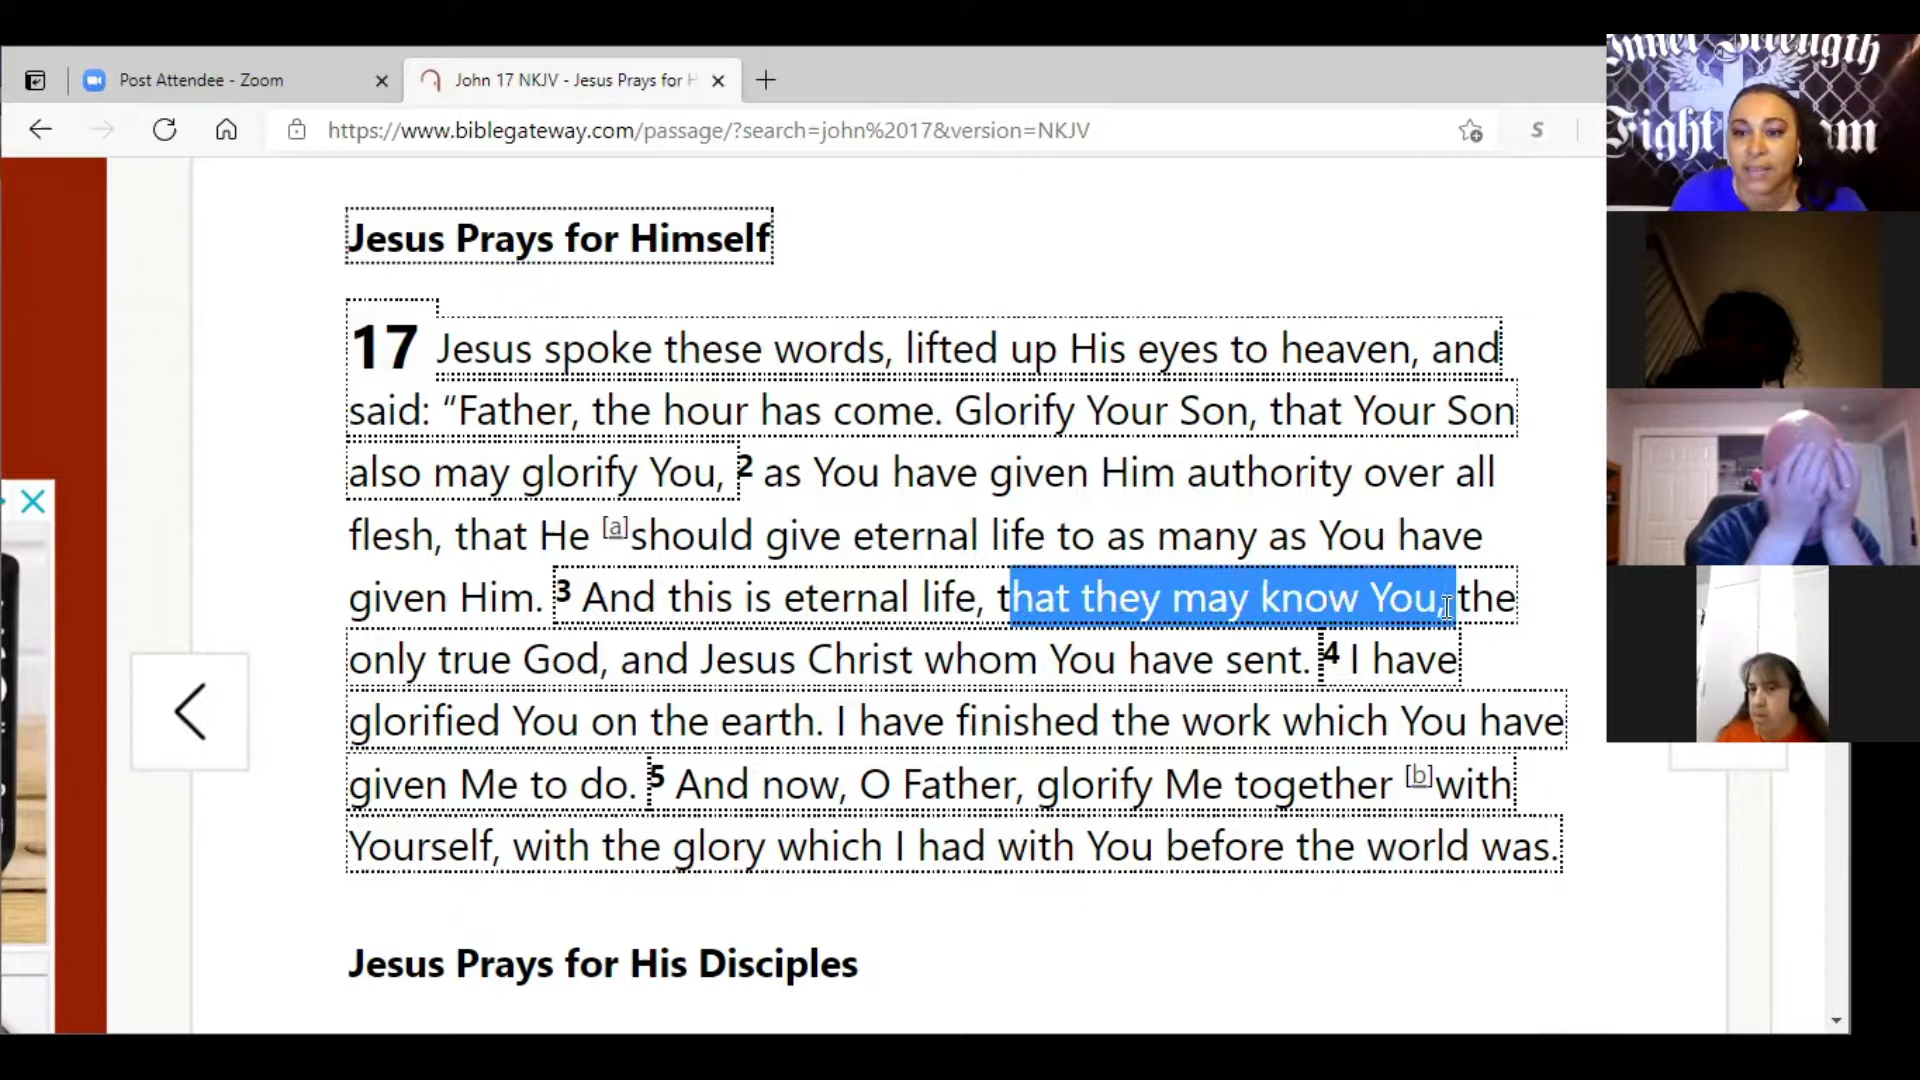 Post Attendee - Zoom
John 17 NKJV - Jesus Prays for H
https://www.biblegateway.com/passage/?search=john%2017&version=NKJV
Inner Strength
Fight Team
Jesus Prays for Himself
17 Jesus spoke these words, lifted up His eyes to heaven, and
said: “Father, the hour has come. Glorify Your Son, that Your Son
also may glorify You, 2 as You have given Him authority over all
flesh, that He [a]should give eternal life to as many as You have
given Him. 3 And this is eternal life, that they may know You, the
only true God, and Jesus Christ whom You have sent. 4 I have
glorified You on the earth. I have finished the work which You have
given Me to do. 5 And now, O Father, glorify Me together [b]with
Yourself, with the glory which I had with You before the world was.
Jesus Prays for His Disciples